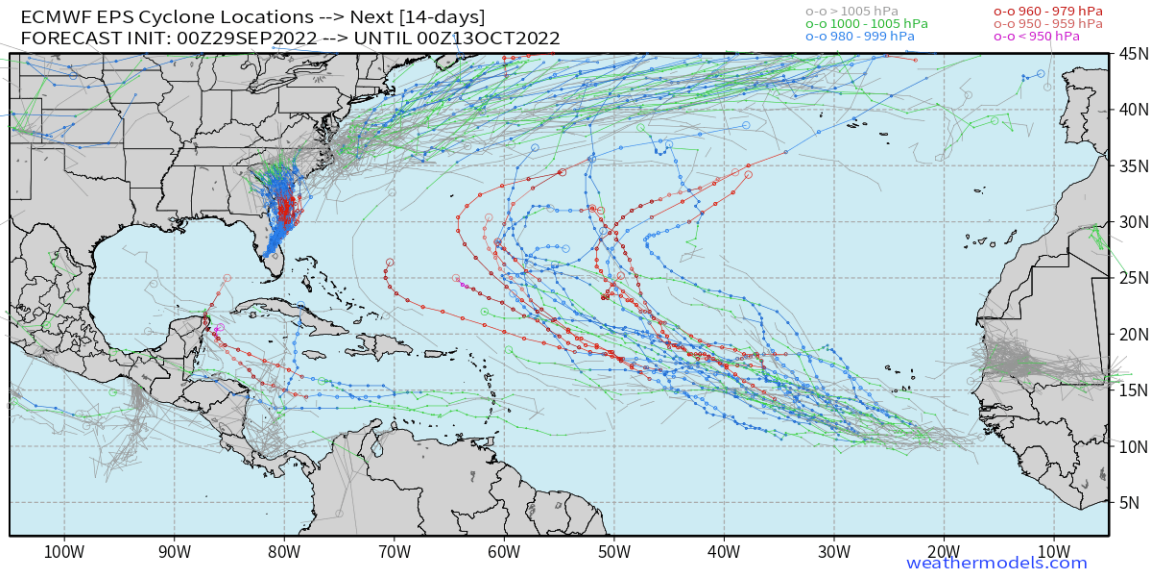 ECMWF EPS Cyclone Locations --> Next [14-days]
FORECAST INIT: 00Z29SEP2022 --> UNTIL 00Z13OCT2022
o-o > 1005 hPa
o-o 1000 - 1005 hPa
o-o 980 - 999 hPa
o-o 960 - 979 hPa
o-o 950 - 959 hPa
o-o < 950 hPa
45N
40N
35N
30N
25N
20N
15N
10N
5N
100W 90W 80W 70W 60W 50W 40W 30W 20W 10W
weathermodels.com